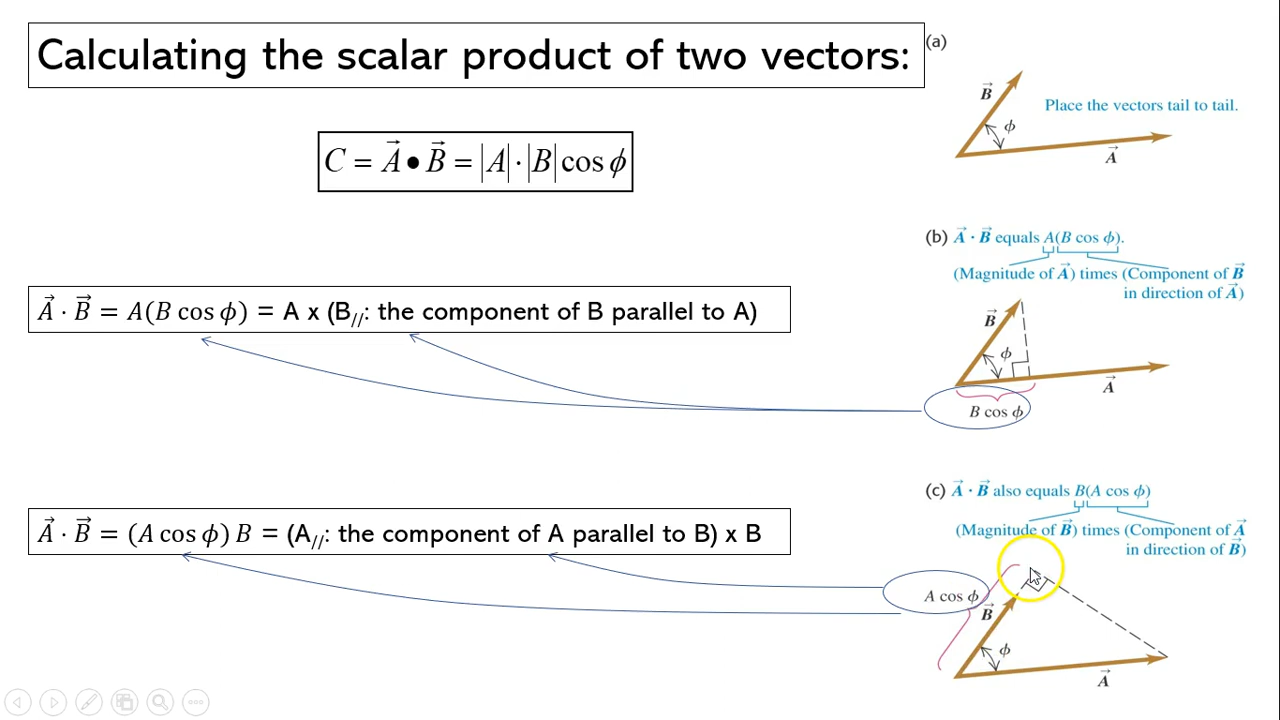 Calculating the scalar product of two vectors:
C = A⃗ • B⃗ = |A| · |B| cos ϕ
A⃗ · B⃗ = A(B cos ϕ) = A x (B//: the component of B parallel to A)
A⃗ · B⃗ = (A cos ϕ) B = (A//: the component of A parallel to B) x B
(a)
B⃗
Place the vectors tail to tail.
ϕ
A⃗
(b) A⃗ · B⃗ equals A(B cos ϕ).
(Magnitude of A⃗) times (Component of B⃗
in direction of A⃗)
B⃗
ϕ
A⃗
B cos ϕ
(c) A⃗ · B⃗ also equals B(A cos ϕ)
(Magnitude of B⃗) times (Component of A⃗
in direction of B⃗)
A cos ϕ
B⃗
ϕ
A⃗